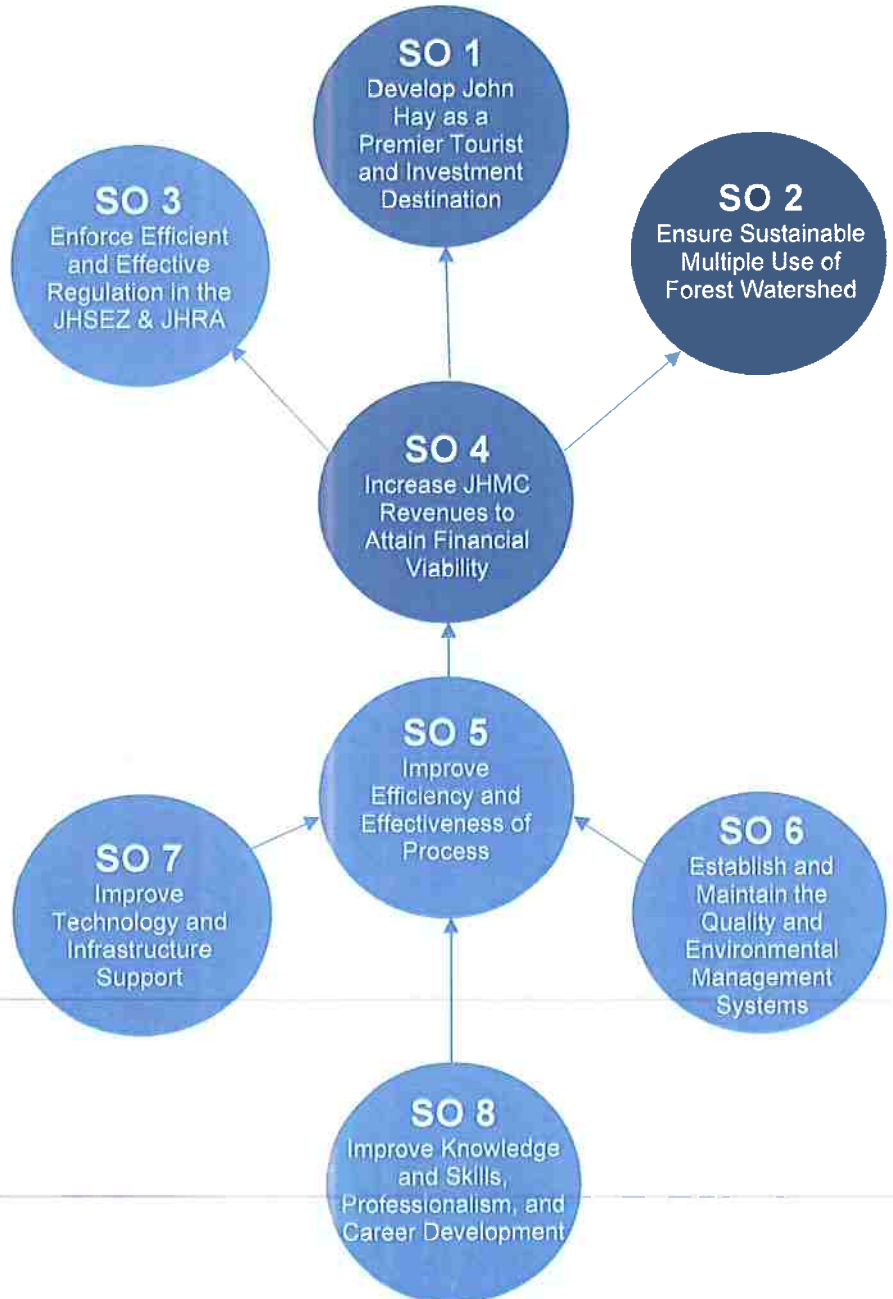 SO 1
Develop John
Hay as a
Premier Tourist
and Investment
Destination
SO 3
Enforce Efficient
and Effective
Regulation in the
JHSEZ & JHRA
SO 2
Ensure Sustainable
Multiple Use of
Forest Watershed
SO 4
Increase JHMC
Revenues to
Attain Financial
Viability
SO 5
Improve
Efficiency and
Effectiveness of
Process
SO 7
Improve
Technology and
Infrastructure
Support
SO 6
Establish and
Maintain the
Quality and
Environmental
Management
Systems
SO 8
Improve Knowledge
and Skills,
Professionalism, and
Career Development